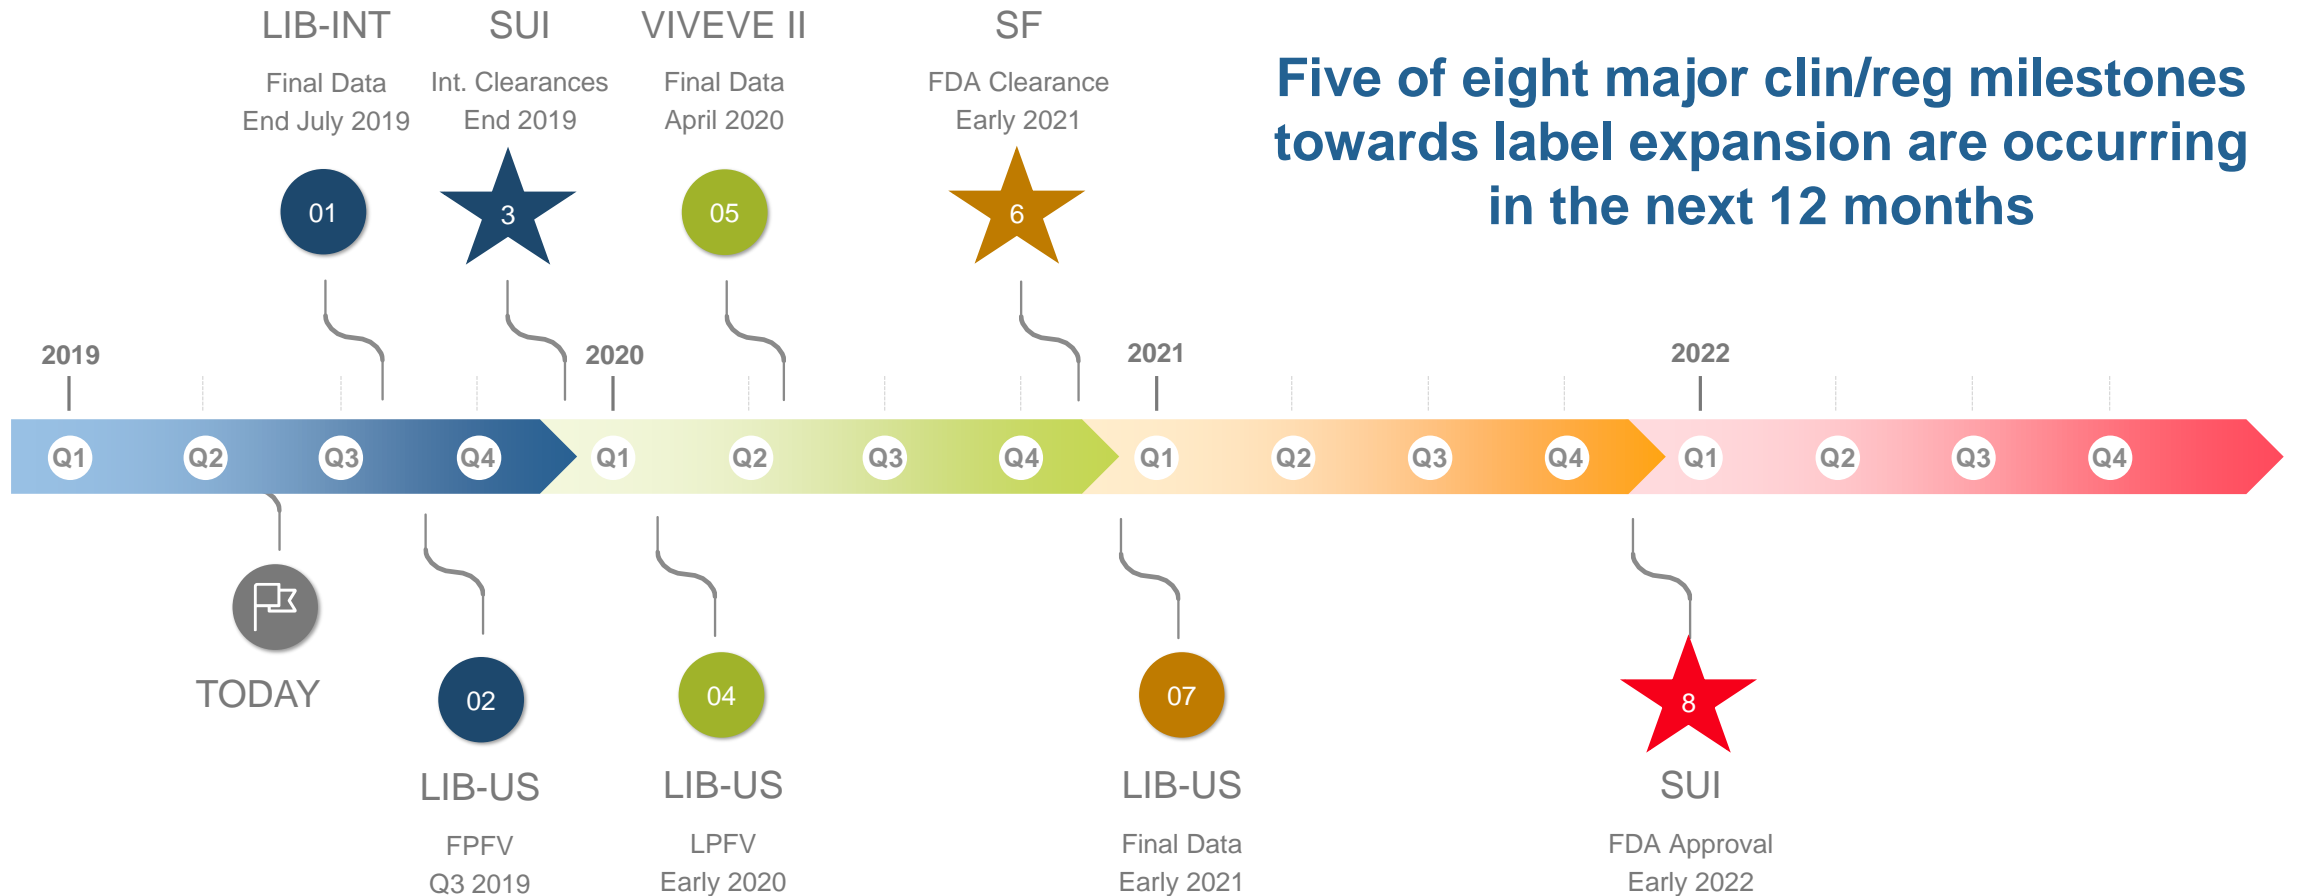 LIB-INT
Final Data
End July 2019
01
SUI
Int. Clearances
End 2019
3
VIVEVE II
Final Data
April 2020
05
SF
FDA Clearance
Early 2021
6
Five of eight major clin/reg milestones
towards label expansion are occurring
in the next 12 months
2019
2020
2021
2022
Q1
Q2
Q3
Q4
Q1
Q2
Q3
Q4
Q1
Q2
Q3
Q4
Q1
Q2
Q3
Q4
TODAY
02
LIB-US
FPFV
Q3 2019
04
LIB-US
LPFV
Early 2020
07
LIB-US
Final Data
Early 2021
8
SUI
FDA Approval
Early 2022